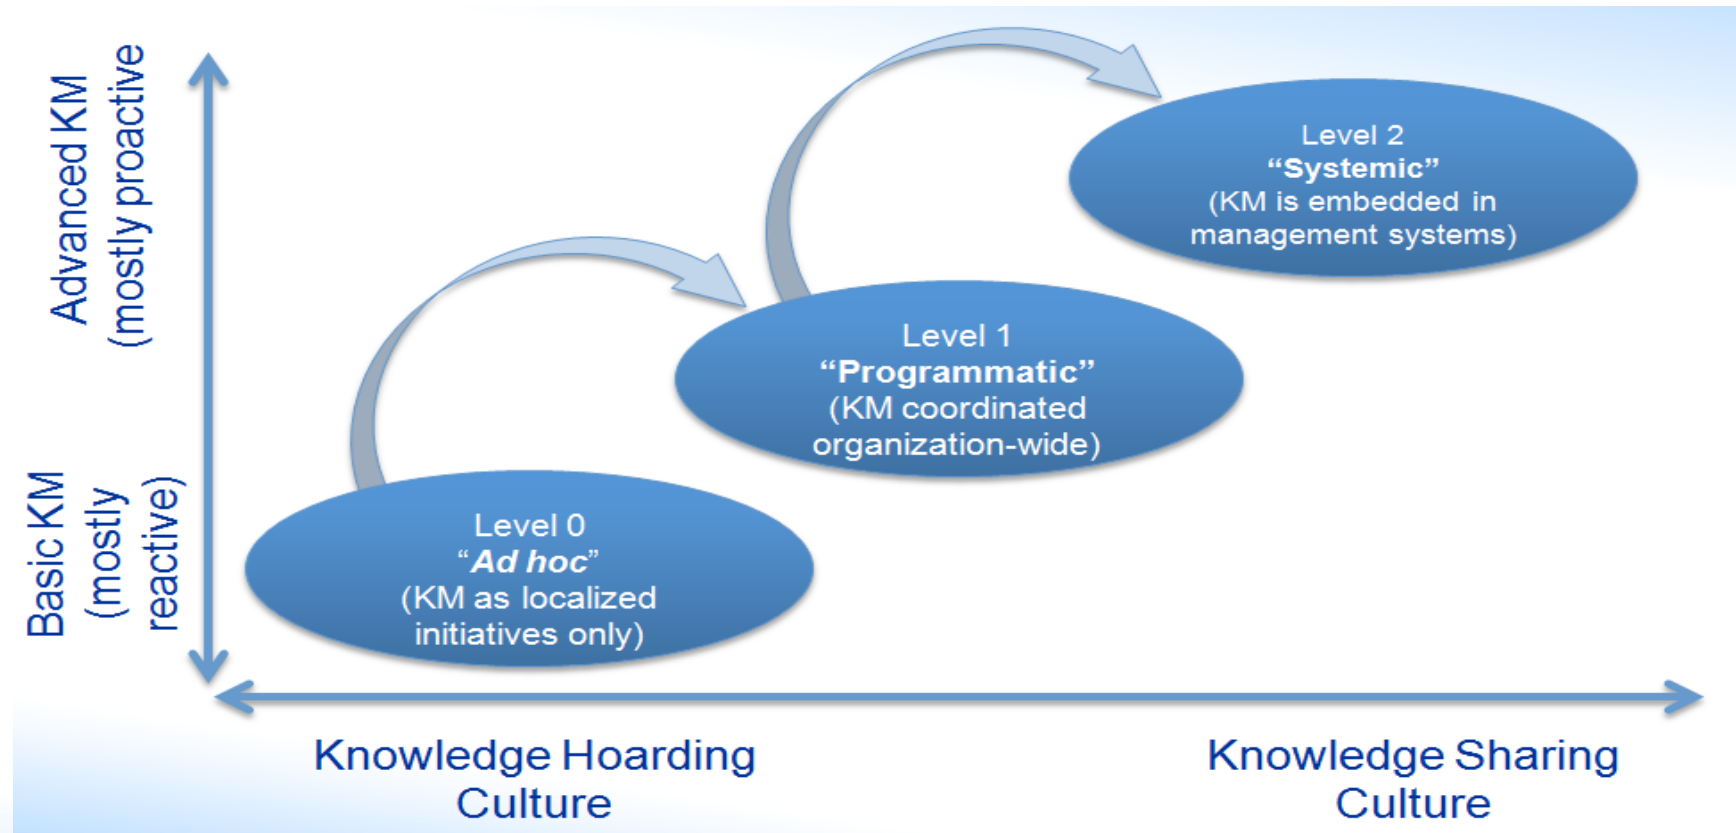 Advanced KM
(mostly proactive
Basic KM
(mostly
reactive)
Level 2
“Systemic”
(KM is embedded in
management systems)
Level 1
“Programmatic”
(KM coordinated
organization-wide)
Level 0
“Ad hoc”
(KM as localized
initiatives only)
Knowledge Hoarding
Culture
Knowledge Sharing
Culture